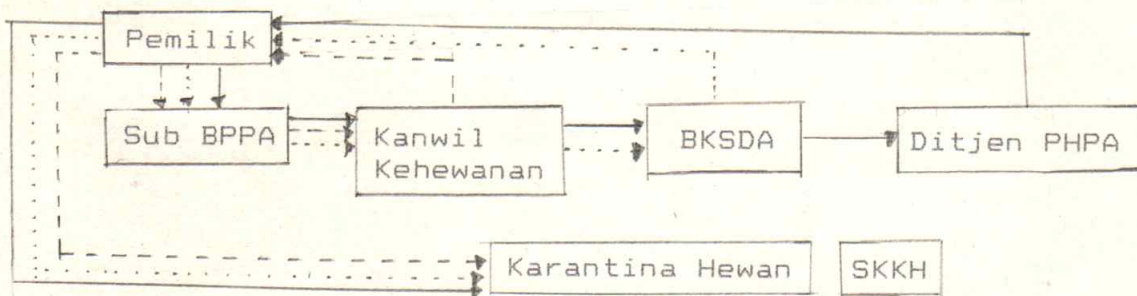 Pemilik
Sub BPPA
Kanwil
Kehewanan
BKSDA
Ditjen PHPA
Karantina Hewan
SKKH